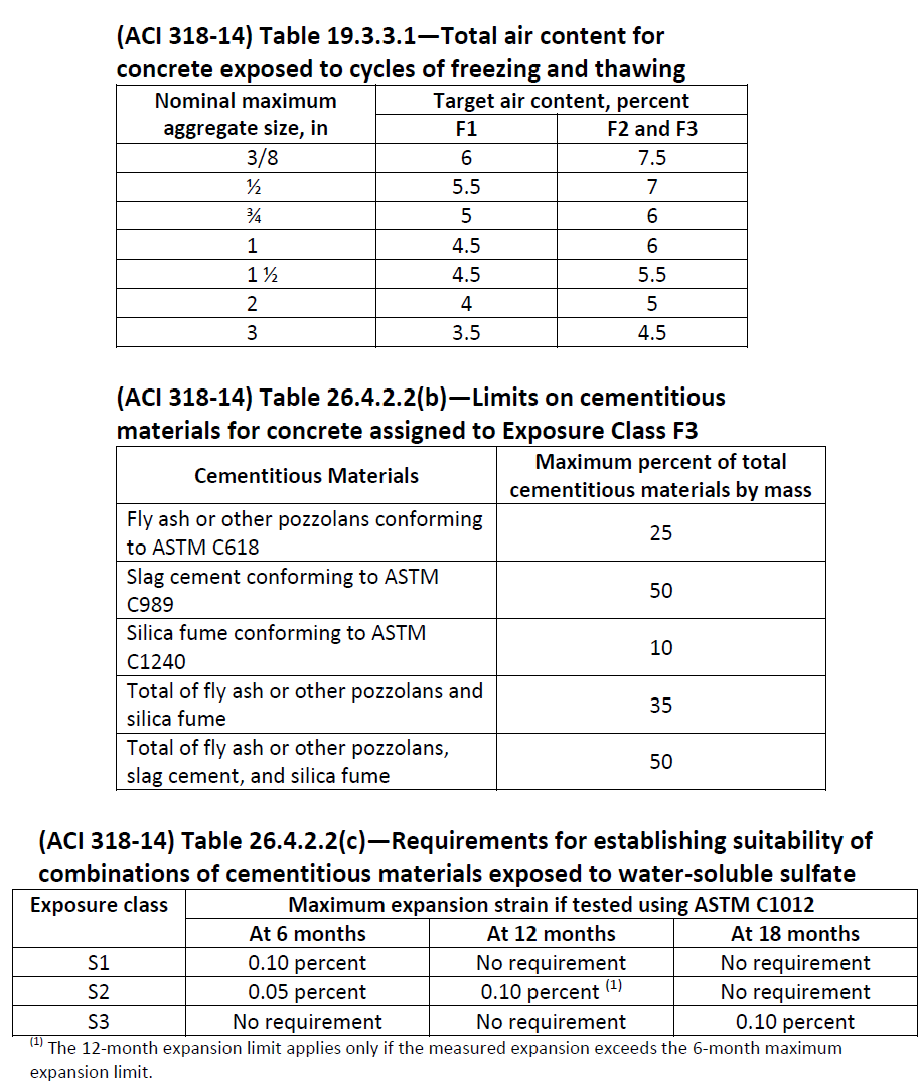 (ACI 318-14) Table 19.3.3.1—Total air content for
concrete exposed to cycles of freezing and thawing
Nominal maximum
aggregate size, in
Target air content, percent
F1
F2 and F3
3/8
6
7.5
½
5.5
7
¾
5
6
1
4.5
6
1 ½
4.5
5.5
2
4
5
3
3.5
4.5
(ACI 318-14) Table 26.4.2.2(b)—Limits on cementitious
materials for concrete assigned to Exposure Class F3
Cementitious Materials
Maximum percent of total
cementitious materials by mass
Fly ash or other pozzolans conforming
to ASTM C618
25
Slag cement conforming to ASTM
C989
50
Silica fume conforming to ASTM
C1240
10
Total of fly ash or other pozzolans and
silica fume
35
Total of fly ash or other pozzolans,
slag cement, and silica fume
50
(ACI 318-14) Table 26.4.2.2(c)—Requirements for establishing suitability of
combinations of cementitious materials exposed to water-soluble sulfate
Exposure class
Maximum expansion strain if tested using ASTM C1012
At 6 months
At 12 months
At 18 months
S1
0.10 percent
No requirement
No requirement
S2
0.05 percent
0.10 percent (1)
No requirement
S3
No requirement
No requirement
0.10 percent
(1) The 12-month expansion limit applies only if the measured expansion exceeds the 6-month maximum
expansion limit.